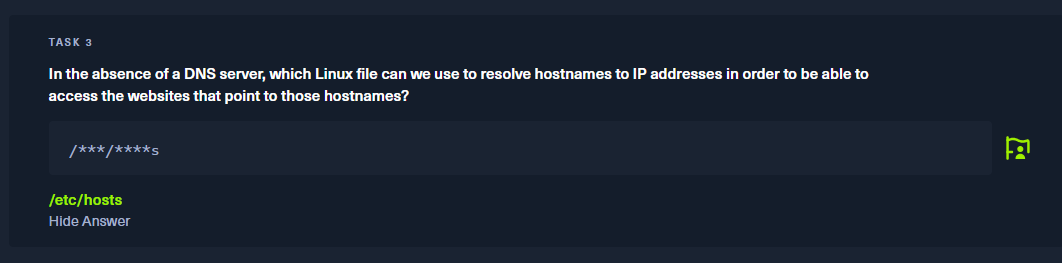 TASK 3
In the absence of a DNS server, which Linux file can we use to resolve hostnames to IP addresses in order to be able to
access the websites that point to those hostnames?
/***/****s
/etc/hosts
Hide Answer